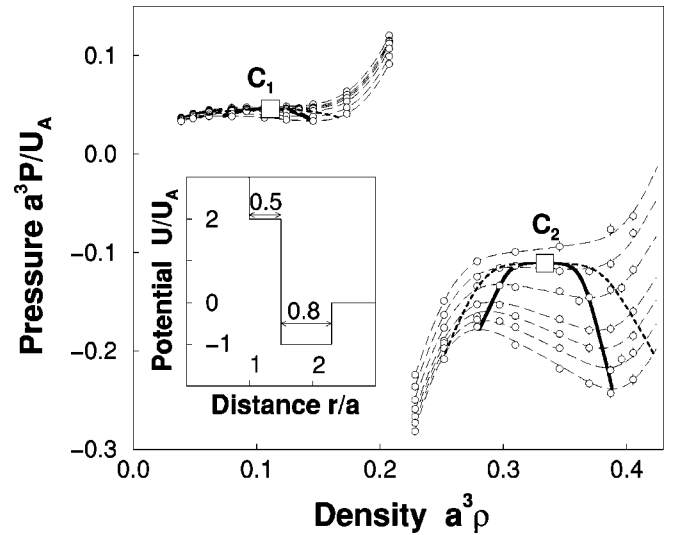 0.1
C1
0.0
Pressure a³P/UA
Potential U/UA
0.5
2
0
0.8
−1
1
2
Distance r/a
C2
−0.1
−0.2
−0.3
0.0
0.1
0.2
0.3
0.4
Density a³ρ